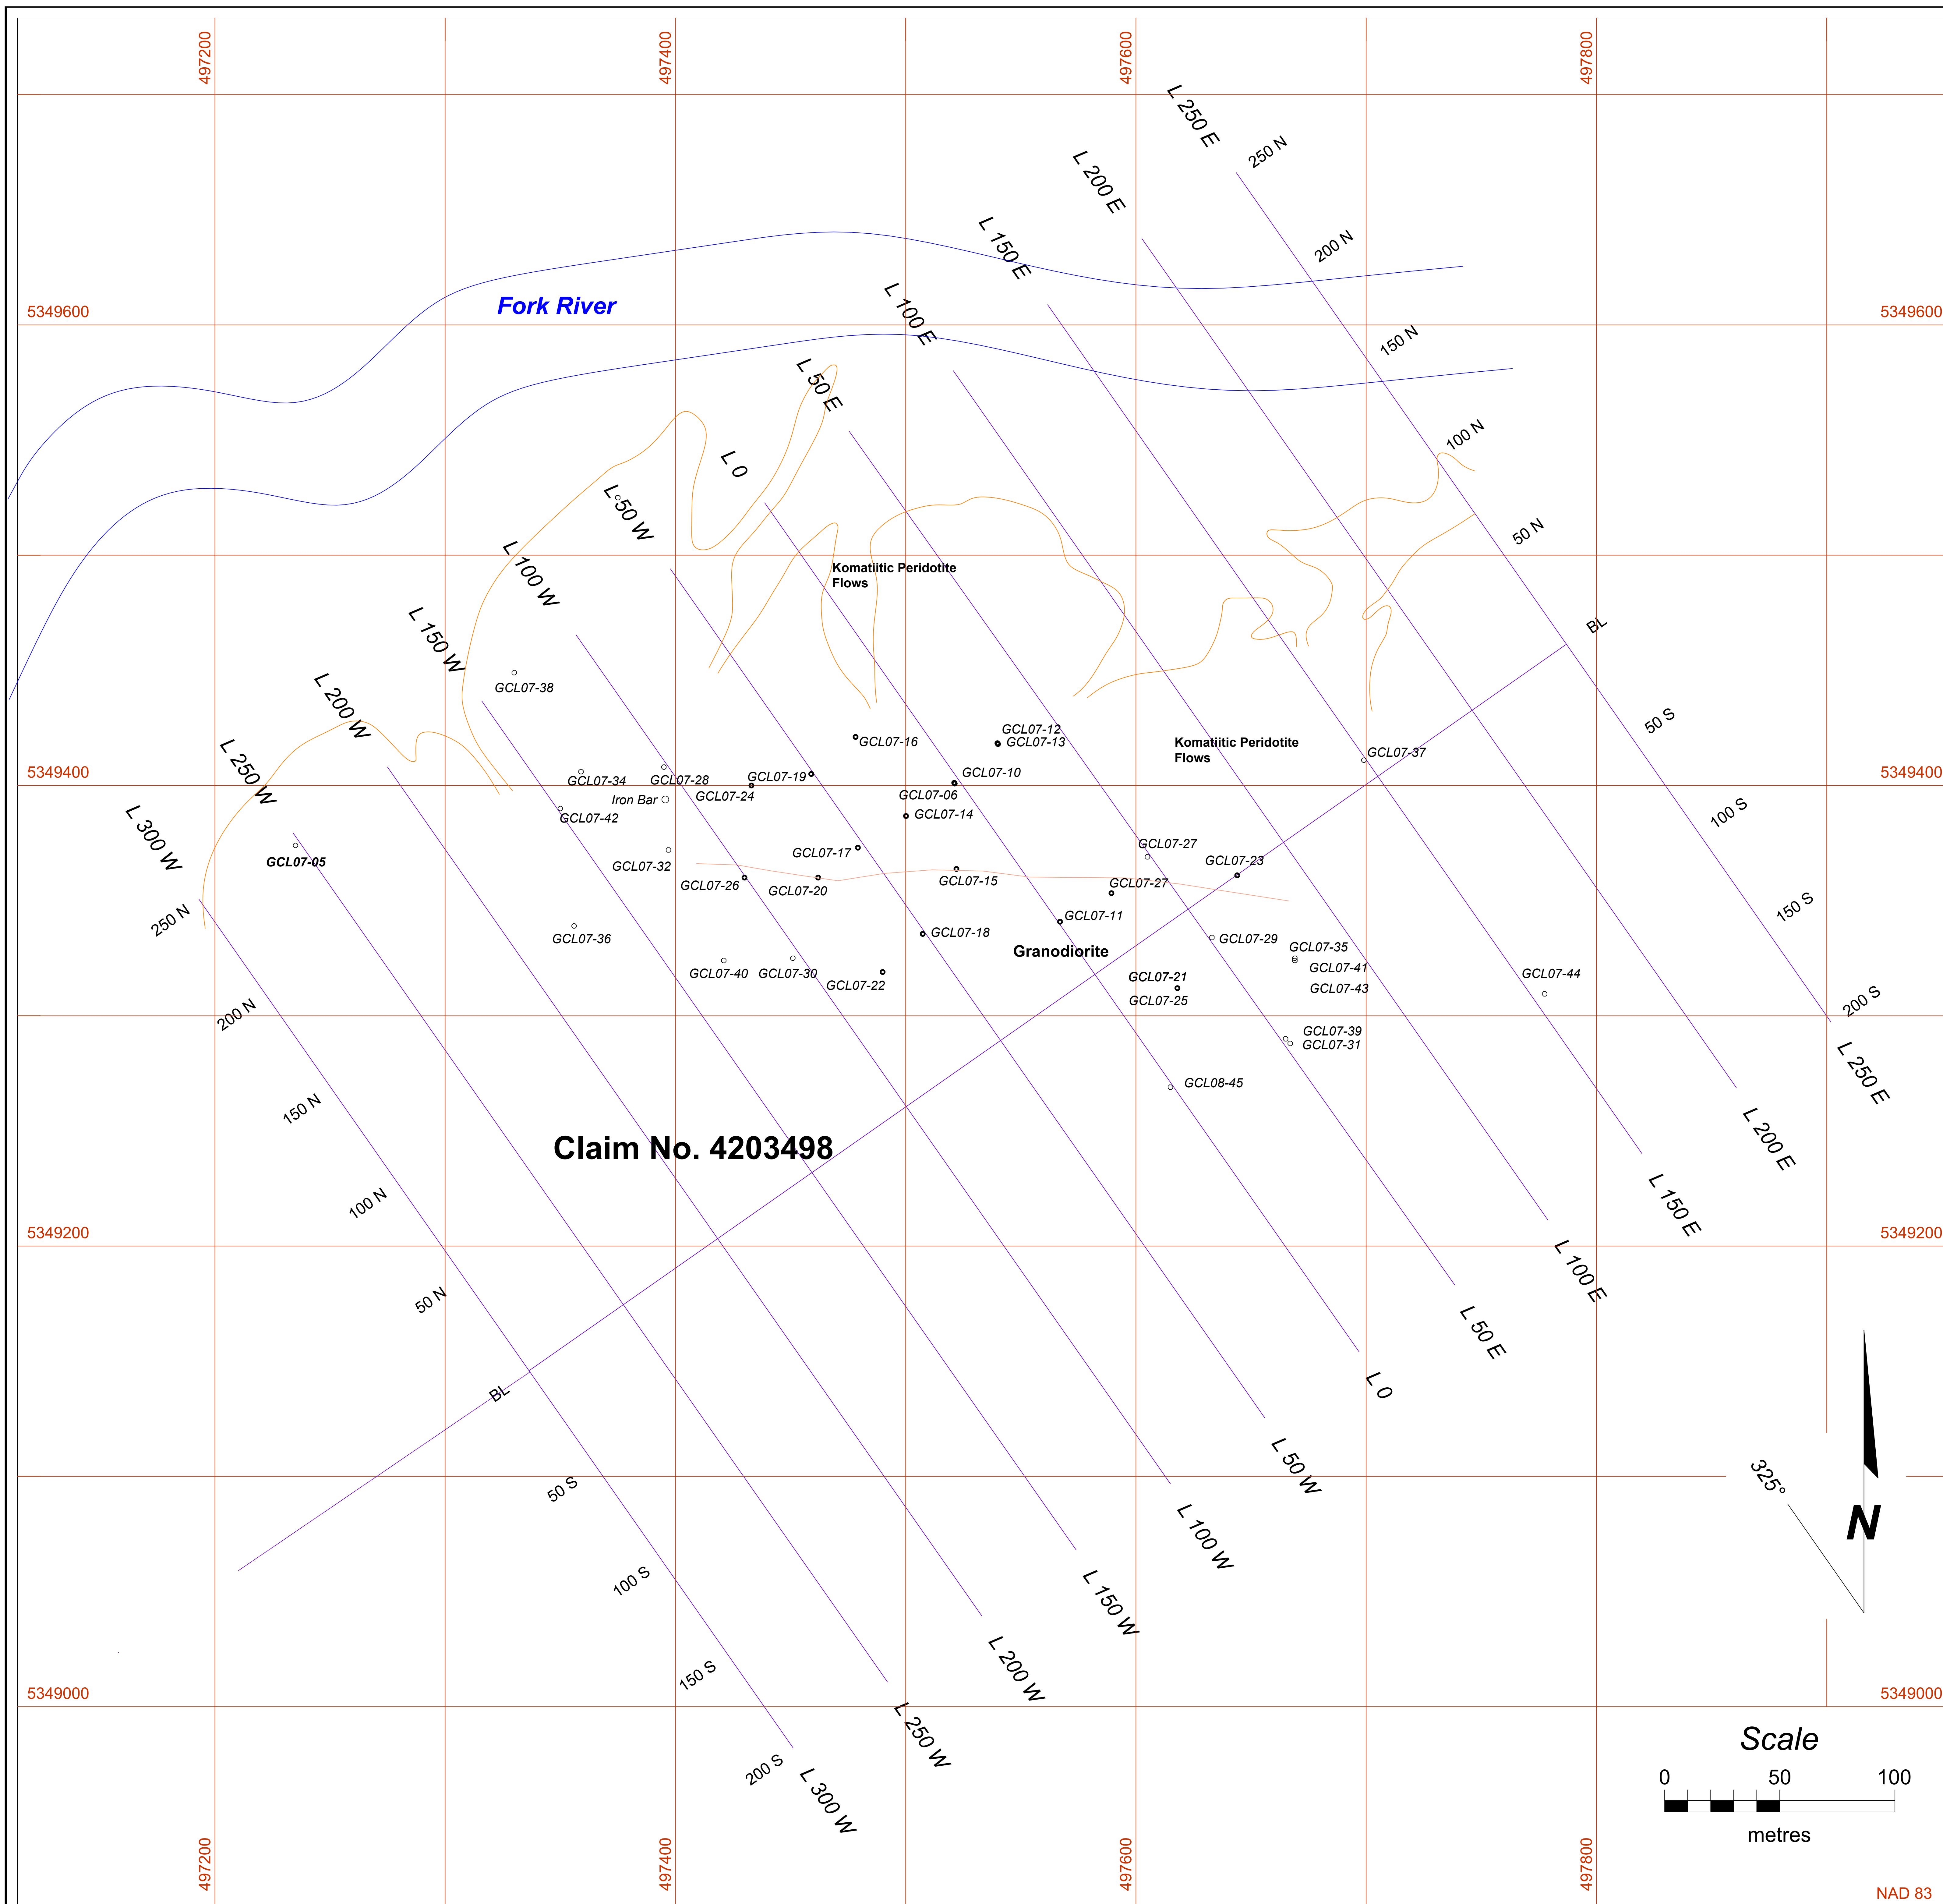 497200
497400
497600
497800
L 250 E
250 N
L 200 E
L 150 E
200 N
L 100 E
Fork River
5349600
5349600
150 N
L 50 E
100 N
L 0
L 50 W
50 N
L 100 W
Komatiitic Peridotite
Flows
L 150 W
BL
GCL07-38
L 200 W
50 S
GCL07-12
GCL07-16
GCL07-13
Komatiitic Peridotite
Flows
GCL07-37
L 250 W
GCL07-34
GCL07-28
GCL07-19
GCL07-10
5349400
5349400
GCL07-24
GCL07-06
Iron Bar
100 S
GCL07-42
GCL07-14
L 300 W
GCL07-05
GCL07-32
GCL07-17
GCL07-27
GCL07-23
GCL07-26
GCL07-20
GCL07-15
GCL07-27
250 N
150 S
GCL07-11
GCL07-36
GCL07-18
GCL07-29
GCL07-35
Granodiorite
GCL07-40
GCL07-30
GCL07-41
GCL07-44
GCL07-22
GCL07-21
GCL07-43
GCL07-25
200 S
200 N
GCL07-39
GCL07-31
L 250 E
GCL08-45
150 N
Claim No. 4203498
L 200 E
100 N
L 150 E
5349200
5349200
50 N
L 100 E
L 50 E
BL
L 0
50 S
L 50 W
325°
N
L 100 W
100 S
L 150 W
150 S
L 200 W
5349000
5349000
L 250 W
200 S
L 300 W
Scale
0 50 100
metres
497200
497400
497600
497800
NAD 83